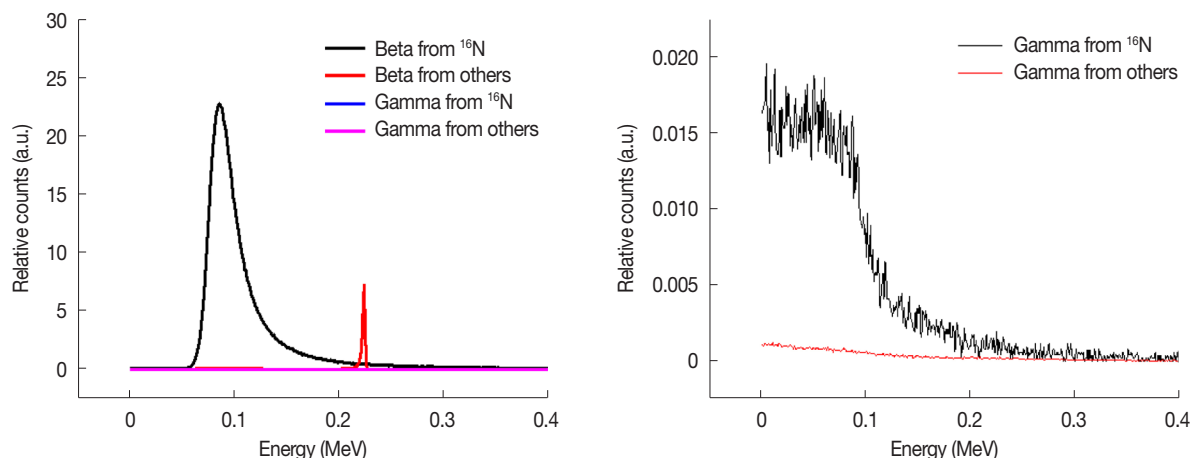 30
25
20
15
10
5
0
Relative counts (a.u.)
Beta from ¹⁶N
Beta from others
Gamma from ¹⁶N
Gamma from others
0 0.1 0.2 0.3 0.4
Energy (MeV)
0.020
0.015
0.010
0.005
0
Relative counts (a.u.)
Gamma from ¹⁶N
Gamma from others
0 0.1 0.2 0.3 0.4
Energy (MeV)